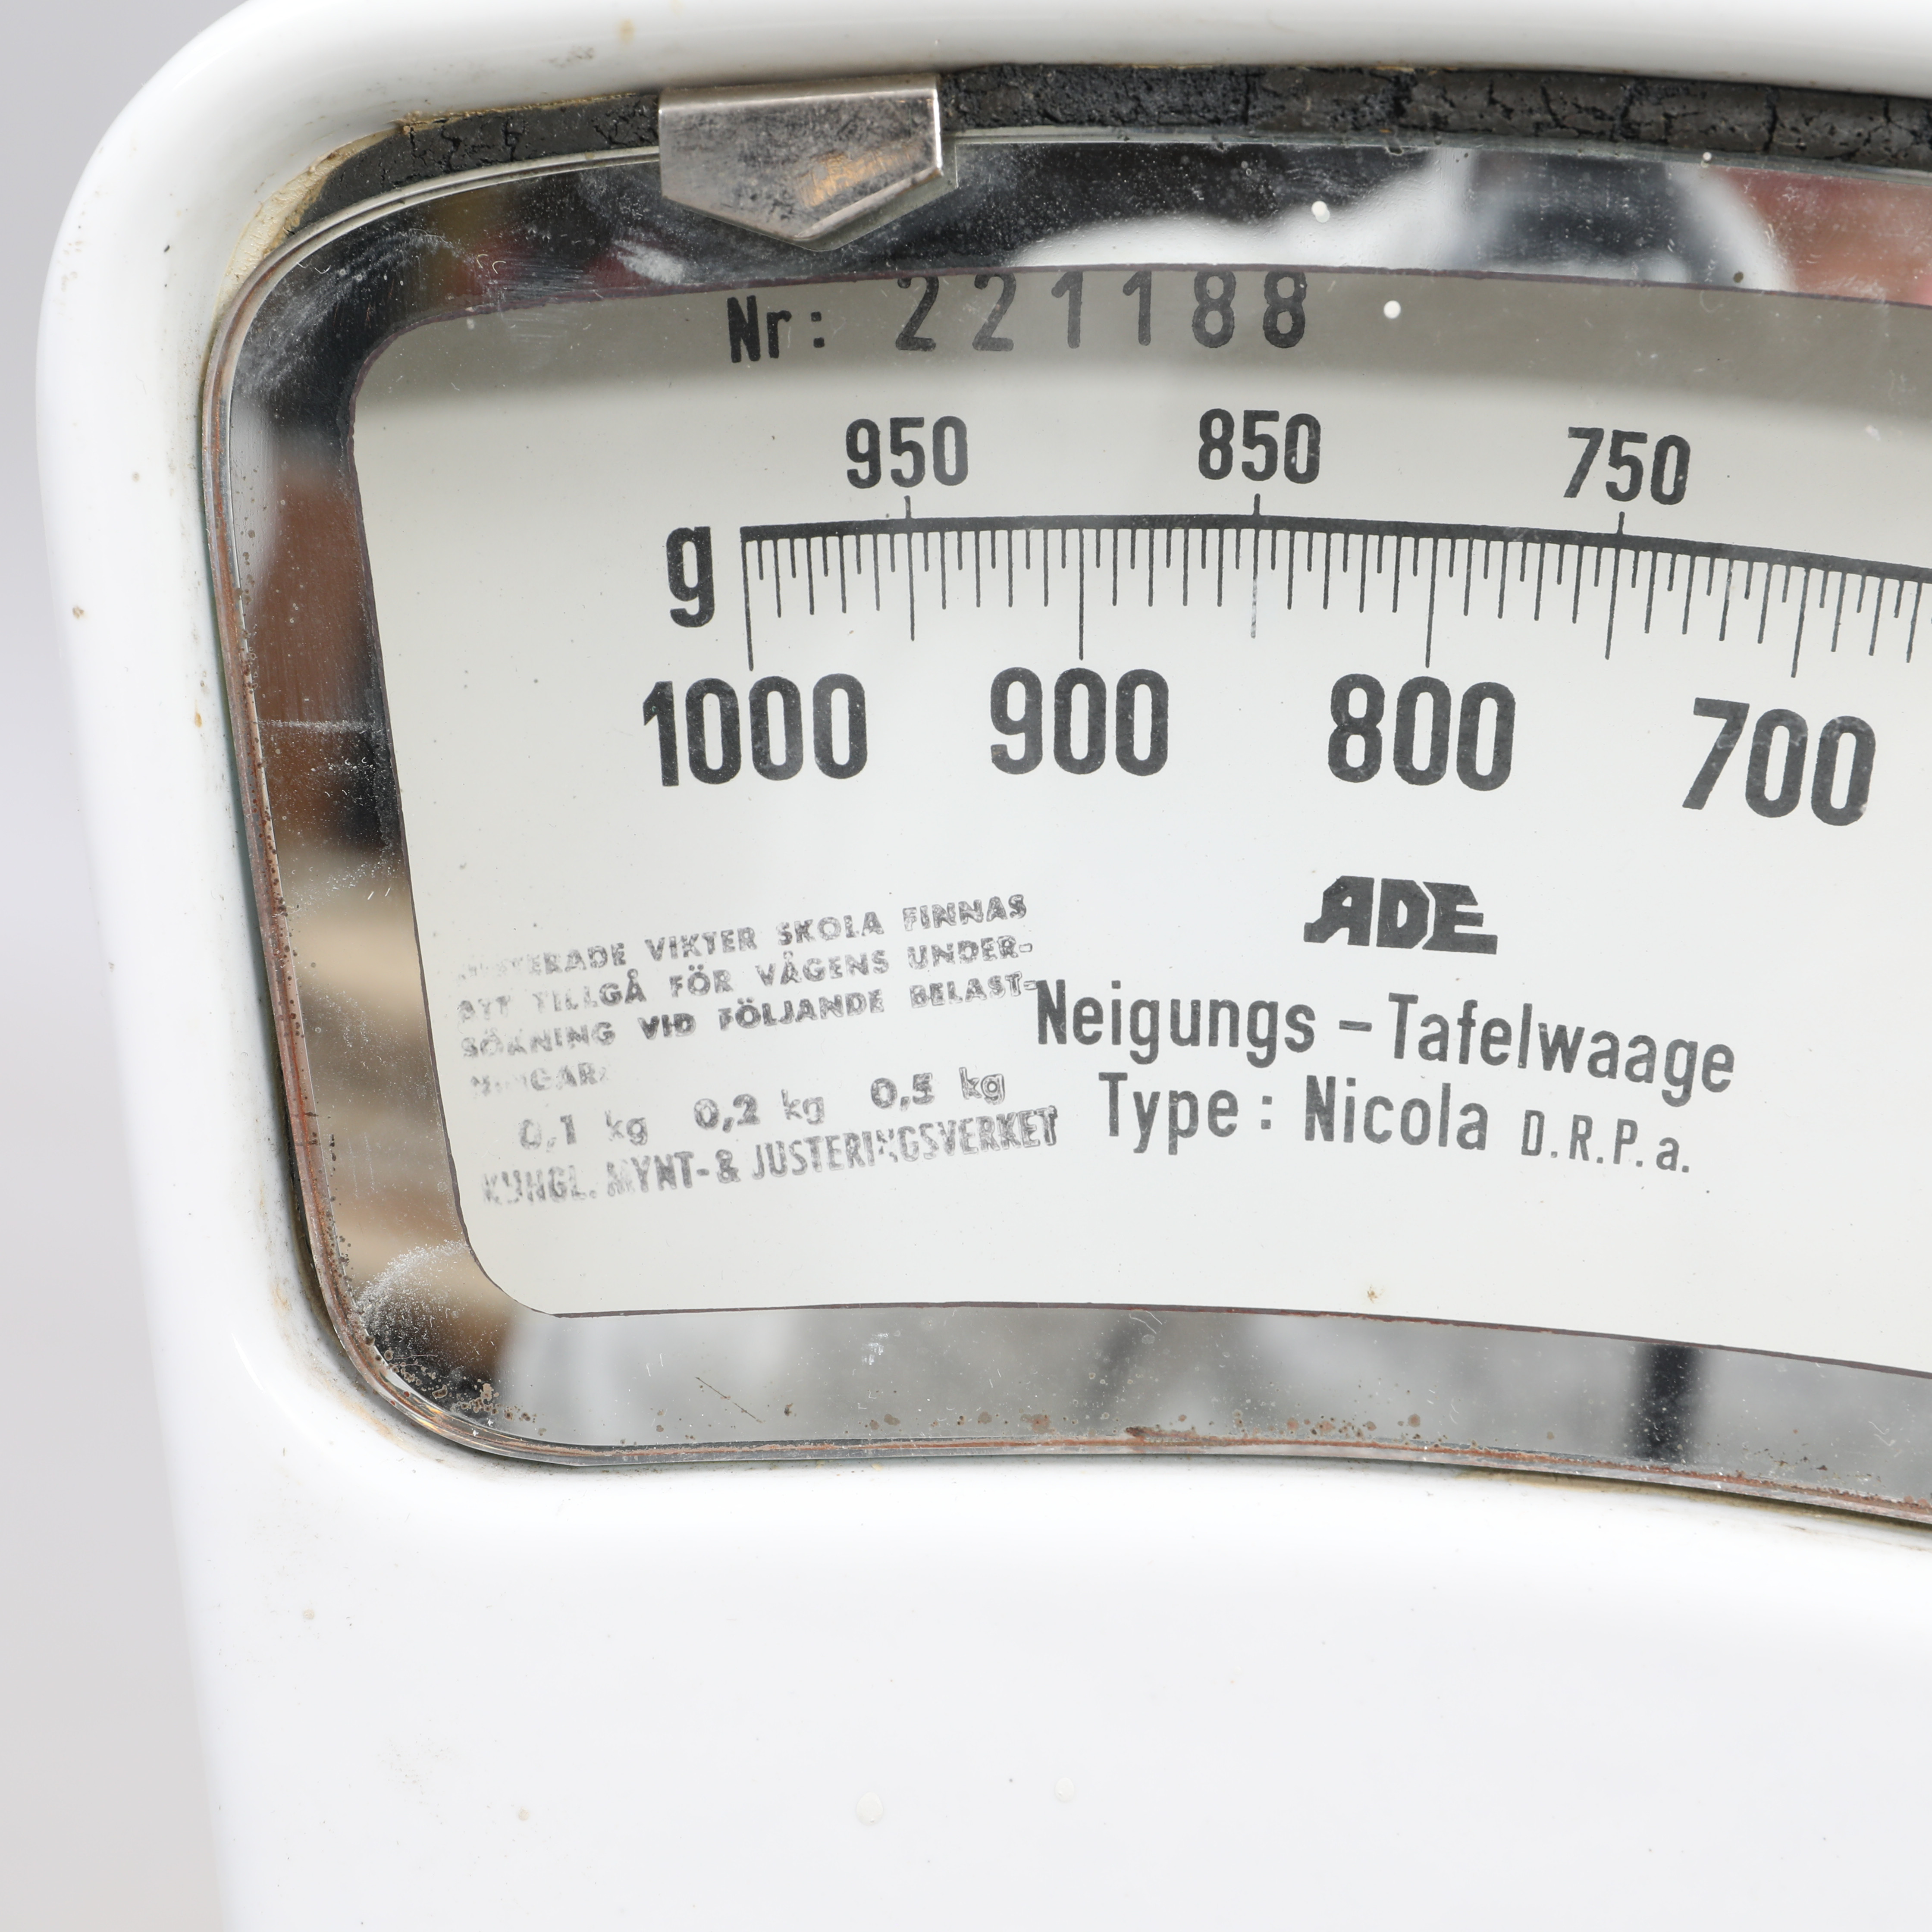 Nr: 221188
950 850 750
g
1000 900 800 700
ADE
Neigungs-Tafelwaage
Type: Nicola D.R.P.a.
VIKTER SKOLA FINNAS
TILLGÅ FÖR VÅGENS UNDER-
SÖKNING VID FÖLJANDE BELAST-
0,1 kg 0,2 kg 0,5 kg
KUNGL. MYNT- & JUSTERINGSVERKET